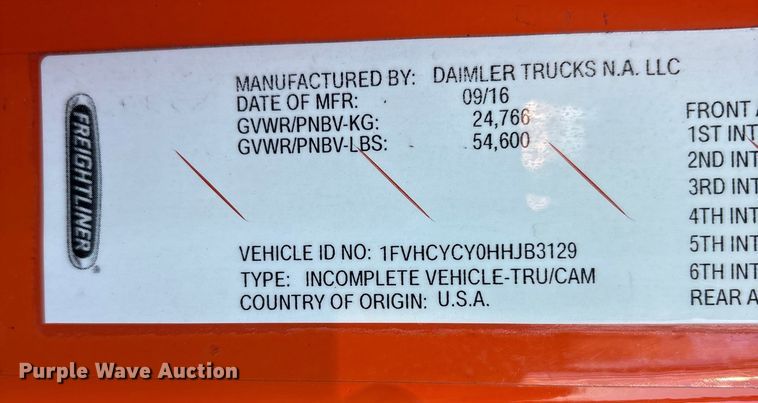 MANUFACTURED BY: DAIMLER TRUCKS N.A. LLC
DATE OF MFR: 09/16
GVWR/PNBV-KG: 24,766
GVWR/PNBV-LBS: 54,600
FREIGHTLINER
®
VEHICLE ID NO: 1FVHCYCY0HHJB3129
TYPE: INCOMPLETE VEHICLE-TRU/CAM
COUNTRY OF ORIGIN: U.S.A.
FRONT A
1ST INT
2ND INT
3RD INT
4TH INT
5TH INT
6TH INT
REAR A
Purple Wave Auction